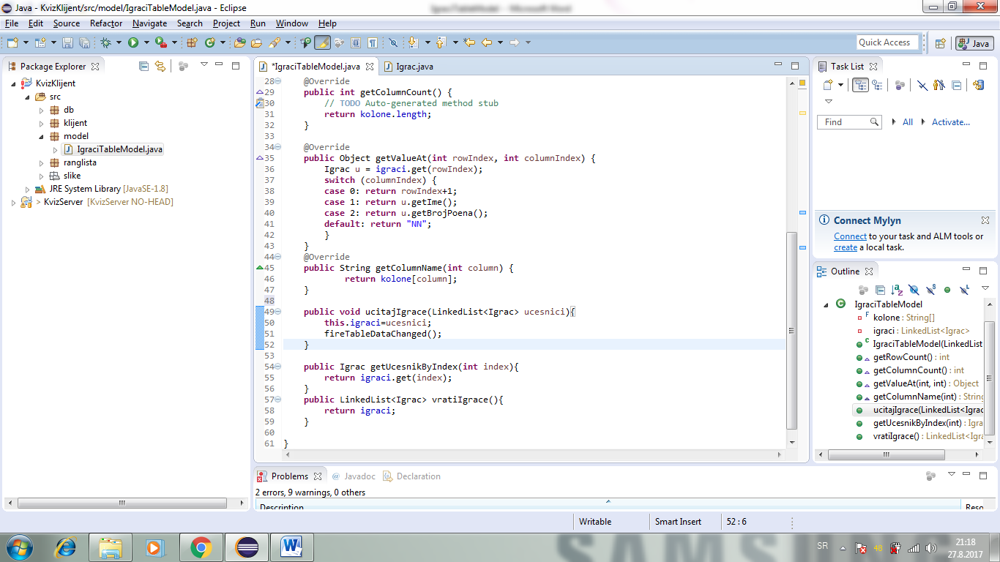 Java - KvizKlijent/src/model/IgraciTableModel.java - Eclipse
File Edit Source Refactor Navigate Search Project Run Window Help
Quick Access
Java
Package Explorer
KvizKlijent
src
db
klijent
model
IgraciTableModel.java
ranglista
slike
JRE System Library [JavaSE-1.8]
> KvizServer [KvizServer NO-HEAD]
*IgraciTableModel.java Igrac.java
28 @Override
29 public int getColumnCount() {
30 // TODO Auto-generated method stub
31 return kolone.length;
32 }
33
34 @Override
35 public Object getValueAt(int rowIndex, int columnIndex) {
36 Igrac u = igraci.get(rowIndex);
37 switch (columnIndex) {
38 case 0: return rowIndex+1;
39 case 1: return u.getIme();
40 case 2: return u.getBrojPoena();
41 default: return "NN";
42 }
43 }
44 @Override
45 public String getColumnName(int column) {
46 return kolone[column];
47 }
48
49 public void ucitajIgrace(LinkedList<Igrac> ucesnici){
50 this.igraci=ucesnici;
51 fireTableDataChanged();
52 }
53
54 public Igrac getUcesnikByIndex(int index){
55 return igraci.get(index);
56 }
57 public LinkedList<Igrac> vratiIgrace(){
58 return igraci;
59 }
60
61 }
Task List
Find All Activate...
Connect Mylyn
Connect to your task and ALM tools or
create a local task.
Outline
IgraciTableModel
kolone : String[]
igraci : LinkedList<Igrac>
IgraciTableModel(LinkedList
getRowCount() : int
getColumnCount() : int
getValueAt(int, int) : Object
getColumnName(int) : String
ucitajIgrace(LinkedList<Igrac
getUcesnikByIndex(int) : Igra
vratiIgrace() : LinkedList<Igra
Problems Javadoc Declaration
2 errors, 9 warnings, 0 others
Description Reso
Writable Smart Insert 52 : 6
SAMSUNG
SR 48 21:18
27.8.2017